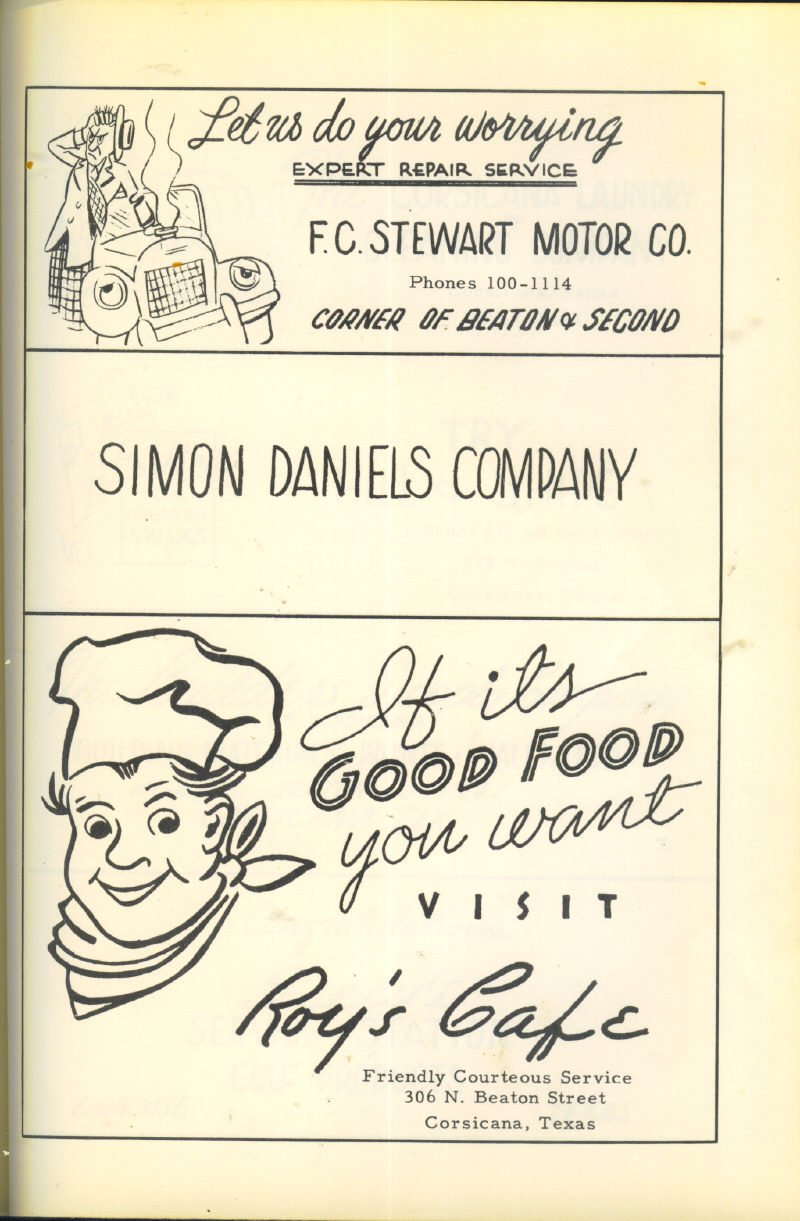 Let us do your worrying
EXPERT REPAIR SERVICE
F.C. STEWART MOTOR CO.
Phones 100-1114
CORNER OF BEATON & SECOND
SIMON DANIELS COMPANY
If its
GOOD FOOD
you want
VISIT
Roy's Cafe
Friendly Courteous Service
306 N. Beaton Street
Corsicana, Texas